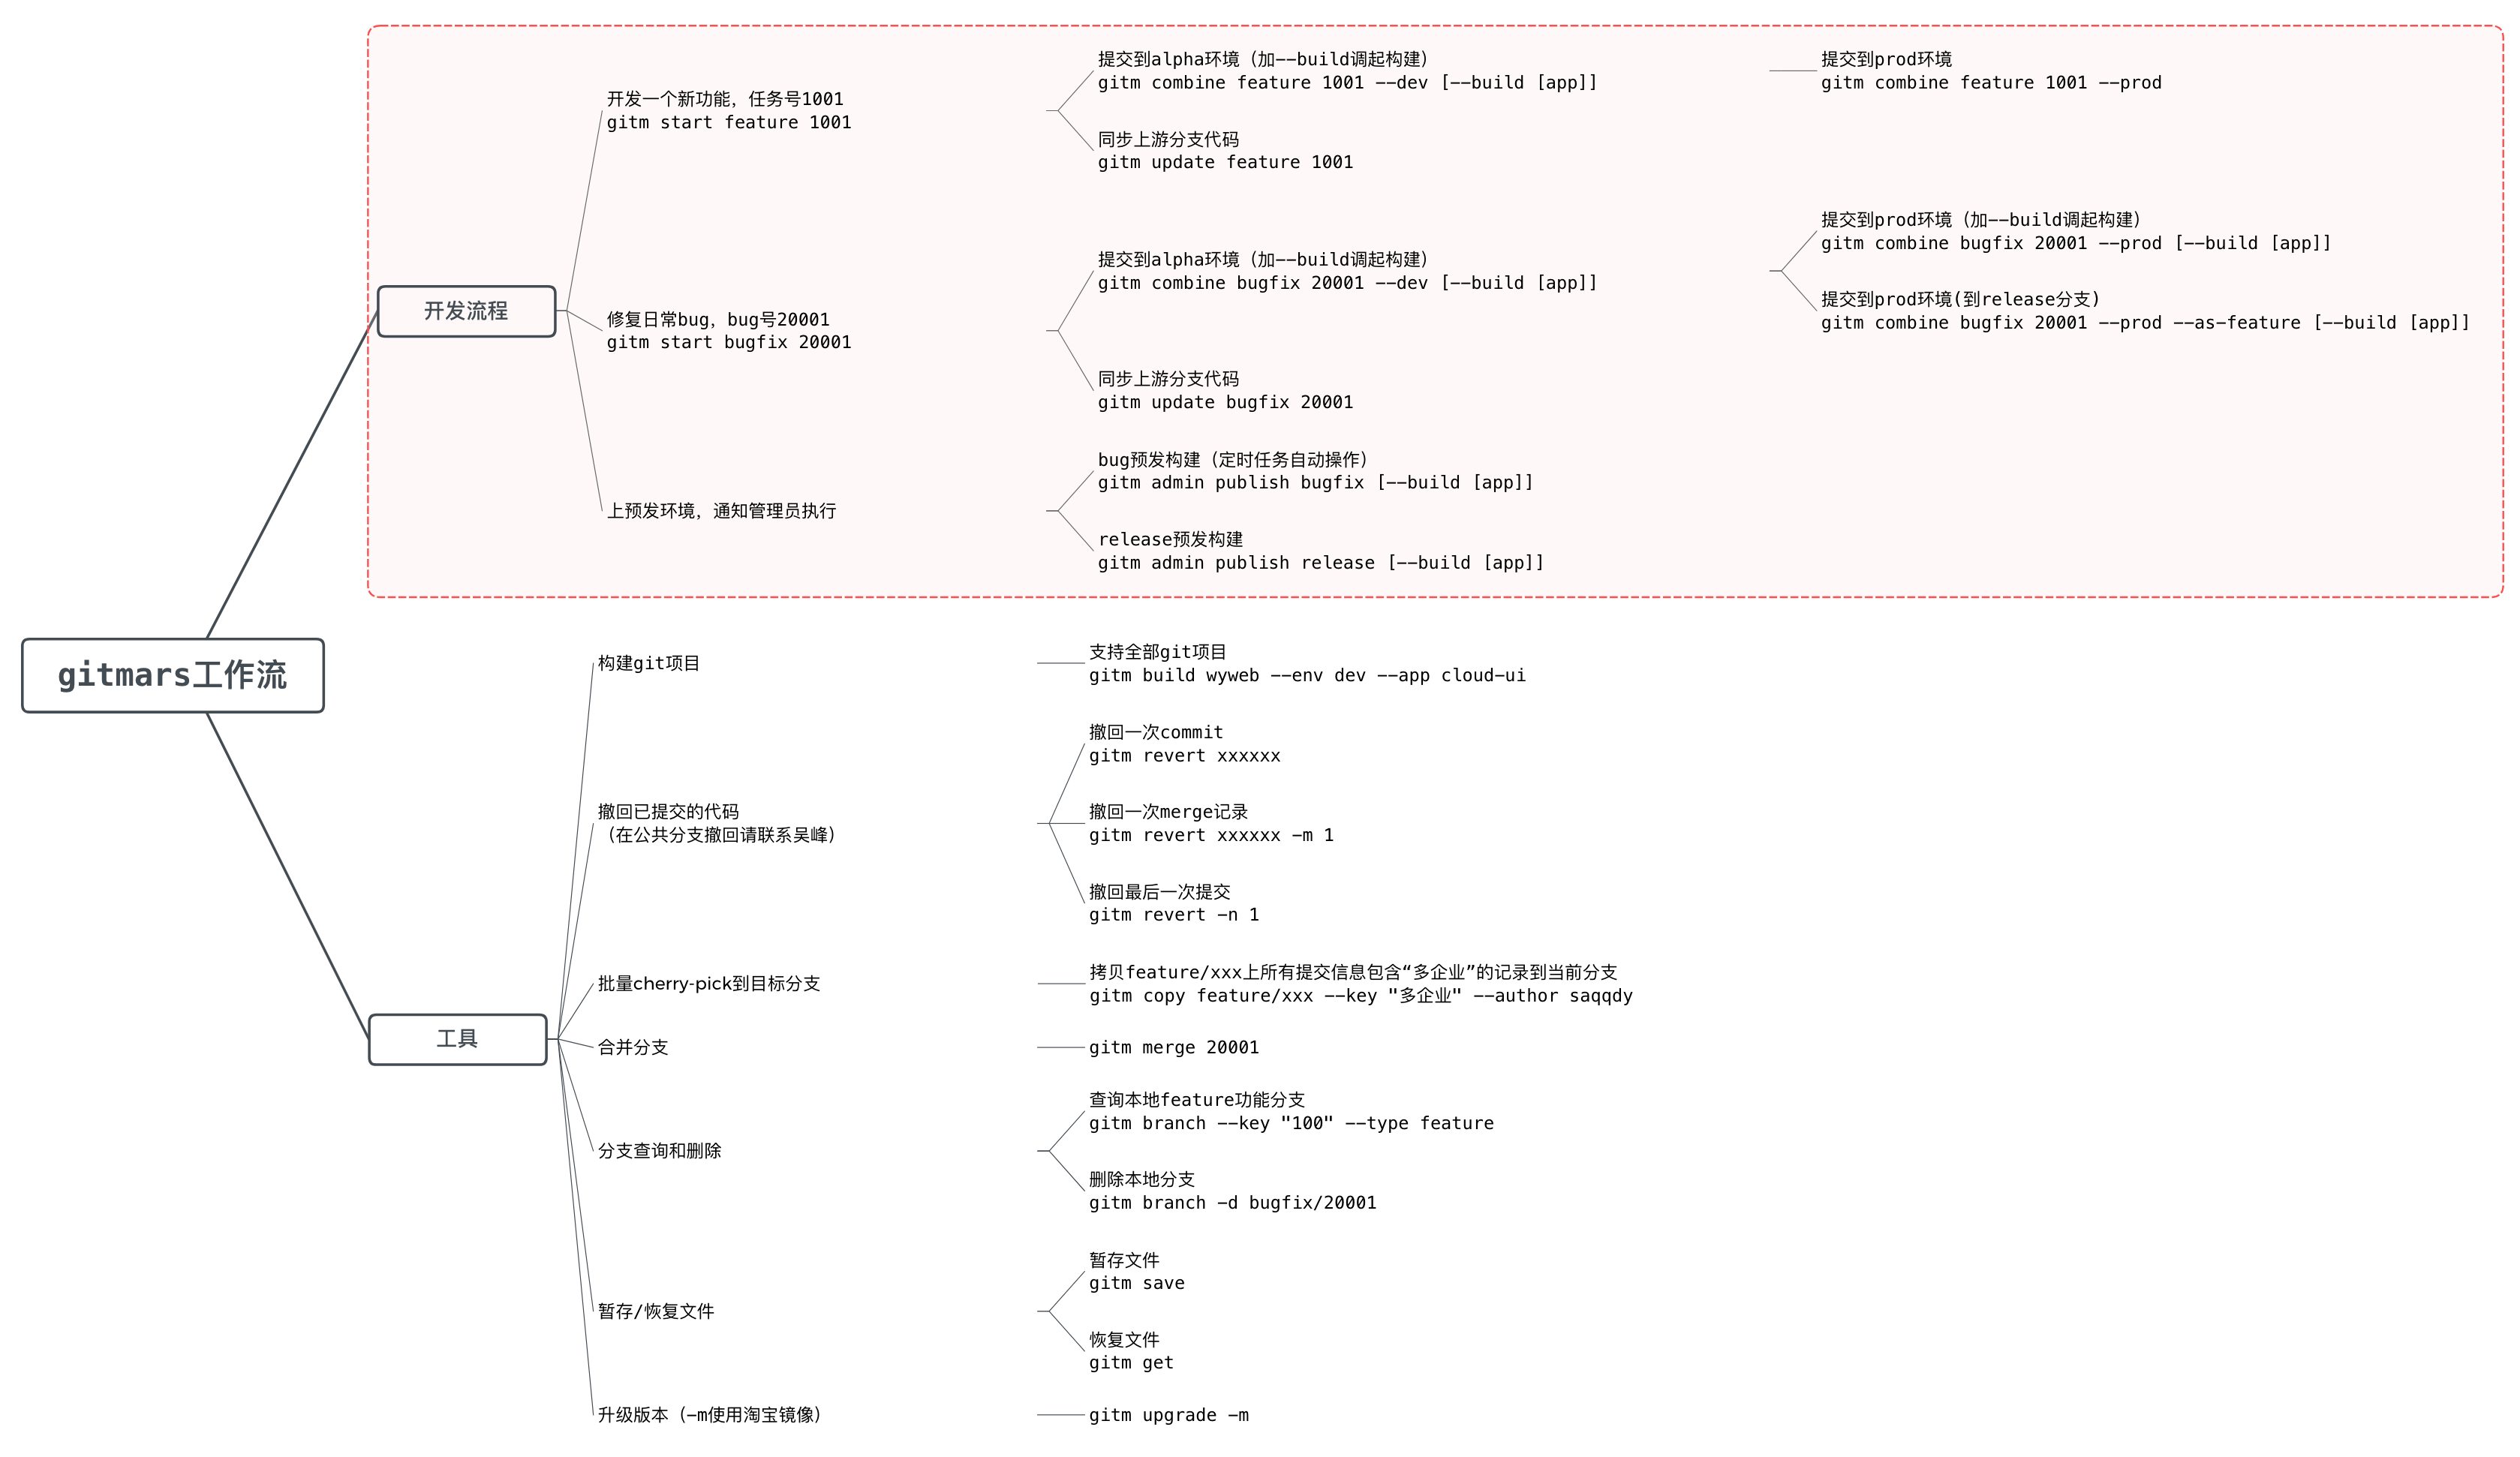 gitmars工作流
开发流程
开发一个新功能，任务号1001
gitm start feature 1001
提交到alpha环境（加--build调起构建）
gitm combine feature 1001 --dev [--build [app]]
提交到prod环境
gitm combine feature 1001 --prod
同步上游分支代码
gitm update feature 1001
修复日常bug，bug号20001
gitm start bugfix 20001
提交到alpha环境（加--build调起构建）
gitm combine bugfix 20001 --dev [--build [app]]
提交到prod环境（加--build调起构建）
gitm combine bugfix 20001 --prod [--build [app]]
提交到prod环境(到release分支)
gitm combine bugfix 20001 --prod --as-feature [--build [app]]
同步上游分支代码
gitm update bugfix 20001
上预发环境，通知管理员执行
bug预发构建（定时任务自动操作）
gitm admin publish bugfix [--build [app]]
release预发构建
gitm admin publish release [--build [app]]
工具
构建git项目
支持全部git项目
gitm build wyweb --env dev --app cloud-ui
撤回已提交的代码
（在公共分支撤回请联系吴峰）
撤回一次commit
gitm revert xxxxxx
撤回一次merge记录
gitm revert xxxxxx -m 1
撤回最后一次提交
gitm revert -n 1
批量cherry-pick到目标分支
拷贝feature/xxx上所有提交信息包含“多企业”的记录到当前分支
gitm copy feature/xxx --key "多企业" --author saqqdy
合并分支
gitm merge 20001
分支查询和删除
查询本地feature功能分支
gitm branch --key "100" --type feature
删除本地分支
gitm branch -d bugfix/20001
暂存/恢复文件
暂存文件
gitm save
恢复文件
gitm get
升级版本（-m使用淘宝镜像）
gitm upgrade -m